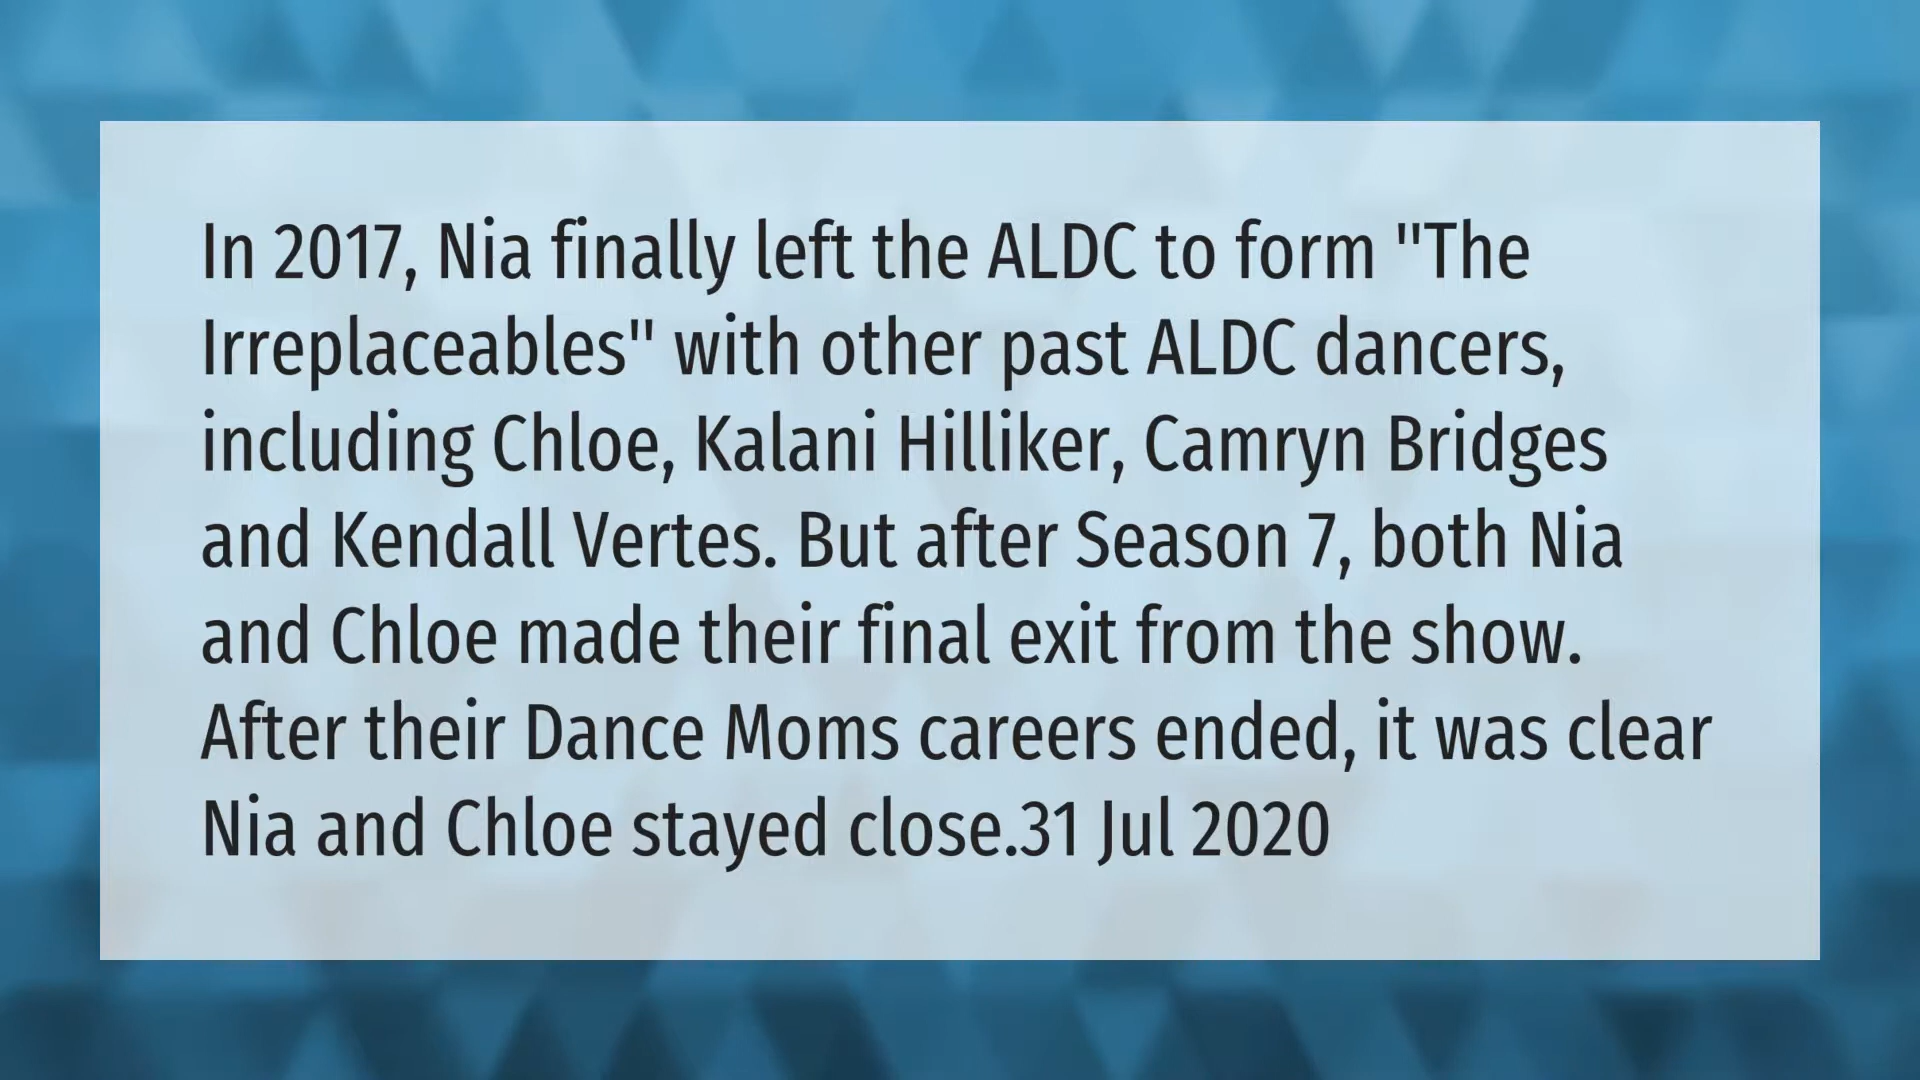 In 2017, Nia finally left the ALDC to form "The
Irreplaceables" with other past ALDC dancers,
including Chloe, Kalani Hilliker, Camryn Bridges
and Kendall Vertes. But after Season 7, both Nia
and Chloe made their final exit from the show.
After their Dance Moms careers ended, it was clear
Nia and Chloe stayed close.31 Jul 2020